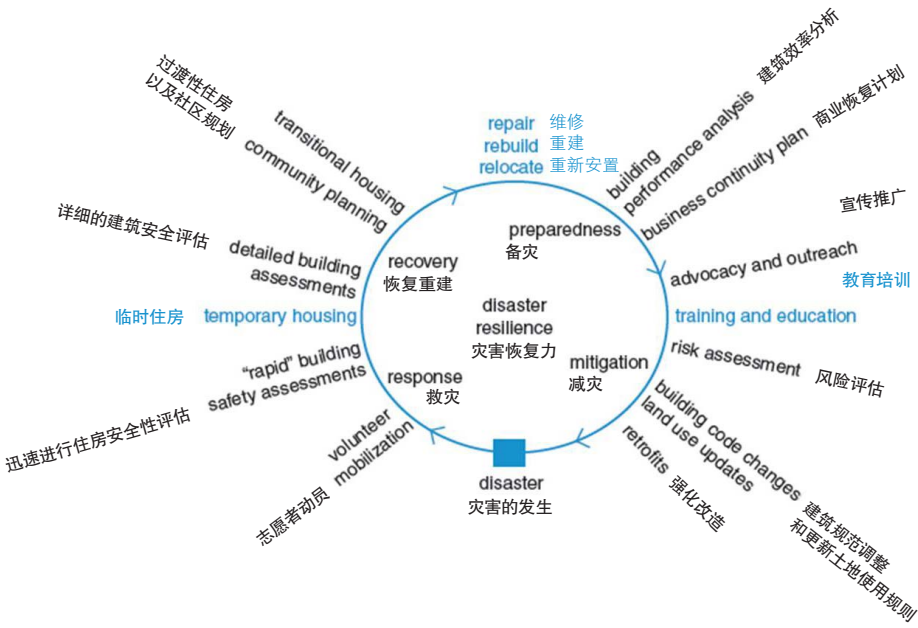 repair 维修
rebuild 重建
relocate 重新安置
building
performance analysis
建筑效率分析
business continuity plan
商业恢复计划
宣传推广
advocacy and outreach
教育培训
training and education
risk assessment
风险评估
building code changes
land use updates
建筑规范调整
和更新土地使用规则
retrofits
强化改造
disaster
灾害的发生
volunteer
mobilization
志愿者动员
“rapid” building
safety assessments
迅速进行住房安全性评估
临时住房
temporary housing
详细的建筑安全评估
detailed building
assessments
过渡性住房
以及社区规划
transitional housing
community planning
preparedness
备灾
recovery
恢复重建
disaster
resilience
灾害恢复力
mitigation
减灾
response
救灾